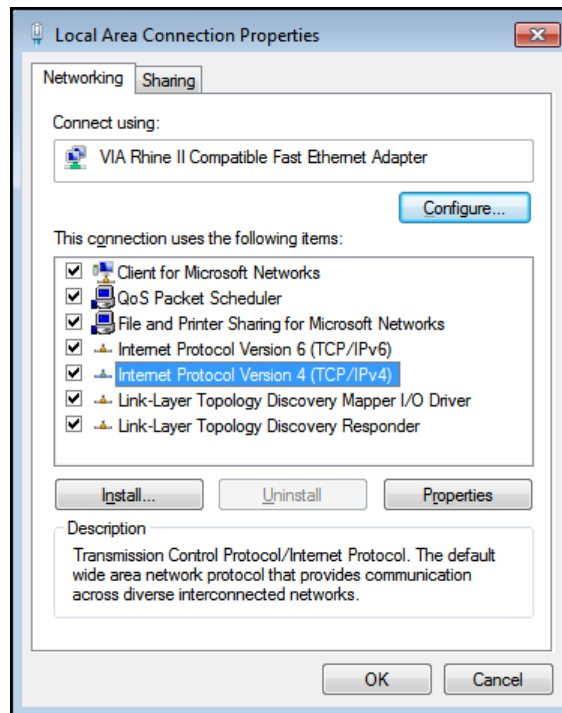 Local Area Connection Properties
Networking
Sharing
Connect using:
VIA Rhine II Compatible Fast Ethernet Adapter
Configure...
This connection uses the following items:
Client for Microsoft Networks
QoS Packet Scheduler
File and Printer Sharing for Microsoft Networks
Internet Protocol Version 6 (TCP/IPv6)
Internet Protocol Version 4 (TCP/IPv4)
Link-Layer Topology Discovery Mapper I/O Driver
Link-Layer Topology Discovery Responder
Install...
Uninstall
Properties
Description
Transmission Control Protocol/Internet Protocol. The default
wide area network protocol that provides communication
across diverse interconnected networks.
OK
Cancel